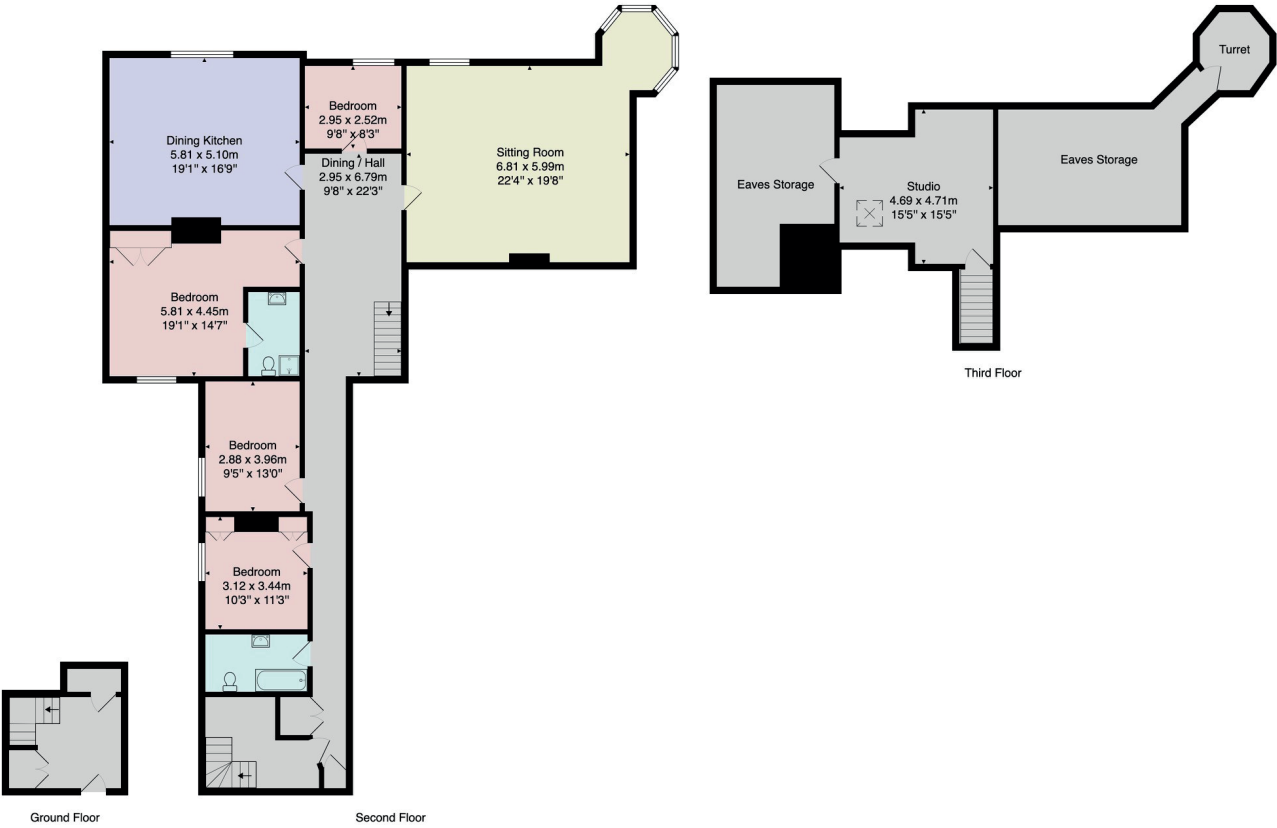 Dining Kitchen
5.81 x 5.10m
19'1" x 16'9"
Bedroom
2.95 x 2.52m
9'8" x 8'3"
Dining / Hall
2.95 x 6.79m
9'8" x 22'3"
Sitting Room
6.81 x 5.99m
22'4" x 19'8"
Bedroom
5.81 x 4.45m
19'1" x 14'7"
Bedroom
2.88 x 3.96m
9'5" x 13'0"
Bedroom
3.12 x 3.44m
10'3" x 11'3"
Ground Floor
Second Floor
Turret
Eaves Storage
Studio
4.69 x 4.71m
15'5" x 15'5"
Eaves Storage
Third Floor